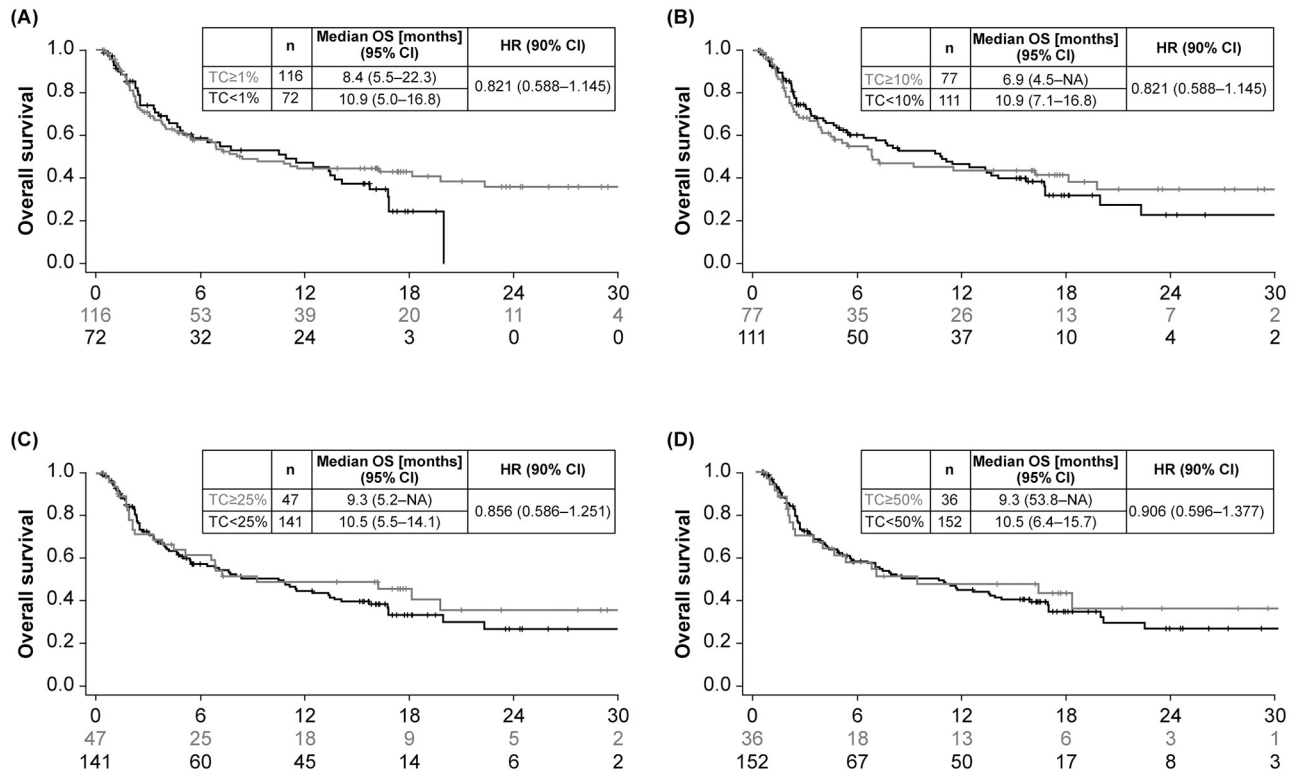 (A)
n Median OS [months] (95% CI) HR (90% CI)
TC≥1% 116 8.4 (5.5–22.3) 0.821 (0.588–1.145)
TC<1% 72 10.9 (5.0–16.8)
Overall survival
1.0
0.8
0.6
0.4
0.2
0.0
0 6 12 18 24 30
116 53 39 20 11 4
72 32 24 3 0 0
(B)
n Median OS [months] (95% CI) HR (90% CI)
TC≥10% 77 6.9 (4.5–NA) 0.821 (0.588–1.145)
TC<10% 111 10.9 (7.1–16.8)
Overall survival
1.0
0.8
0.6
0.4
0.2
0.0
0 6 12 18 24 30
77 35 26 13 7 2
111 50 37 10 4 2
(C)
n Median OS [months] (95% CI) HR (90% CI)
TC≥25% 47 9.3 (5.2–NA) 0.856 (0.586–1.251)
TC<25% 141 10.5 (5.5–14.1)
Overall survival
1.0
0.8
0.6
0.4
0.2
0.0
0 6 12 18 24 30
47 25 18 9 5 2
141 60 45 14 6 2
(D)
n Median OS [months] (95% CI) HR (90% CI)
TC≥50% 36 9.3 (53.8–NA) 0.906 (0.596–1.377)
TC<50% 152 10.5 (6.4–15.7)
Overall survival
1.0
0.8
0.6
0.4
0.2
0.0
0 6 12 18 24 30
36 18 13 6 3 1
152 67 50 17 8 3